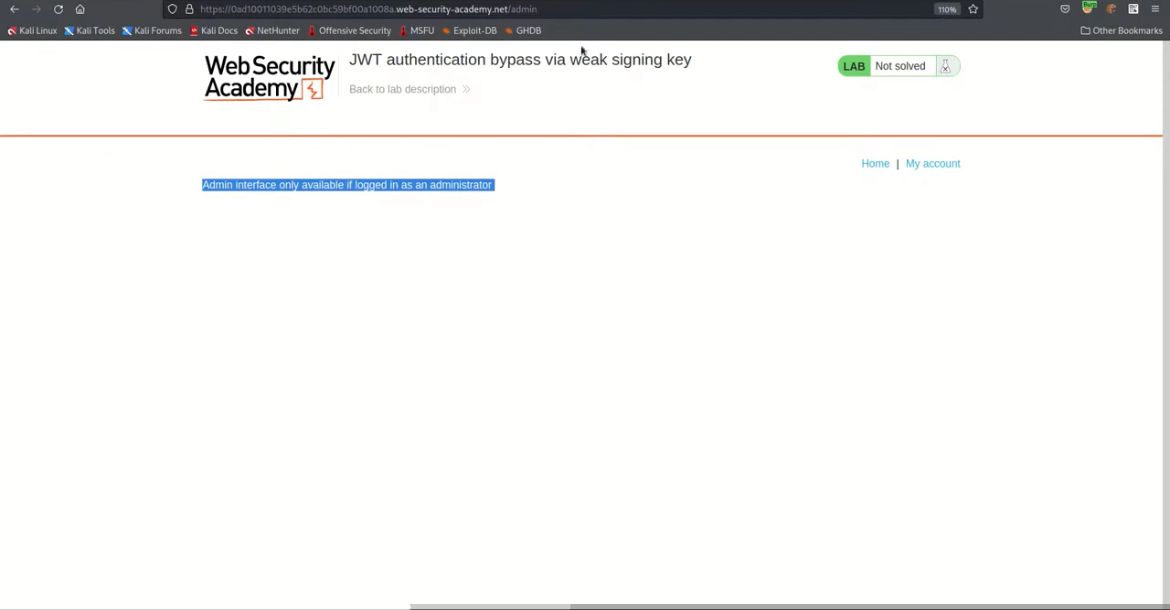 https://0ad10011039e5b62c0bc59bf00a1008a.web-security-academy.net/admin
110%
Kali Linux Kali Tools Kali Forums Kali Docs NetHunter Offensive Security MSFU Exploit-DB GHDB Other Bookmarks
Web Security
Academy
JWT authentication bypass via weak signing key
Back to lab description
LAB Not solved
Home | My account
Admin interface only available if logged in as an administrator